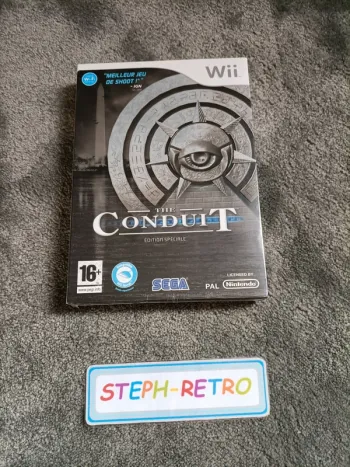 "MEILLEUR JEU
DE SHOOT !"
- IGN
Wii
THE
CONDUIT
EDITION SPECIALE
16+
SEGA
PAL
LICENSED BY
Nintendo
STEPH-RETRO